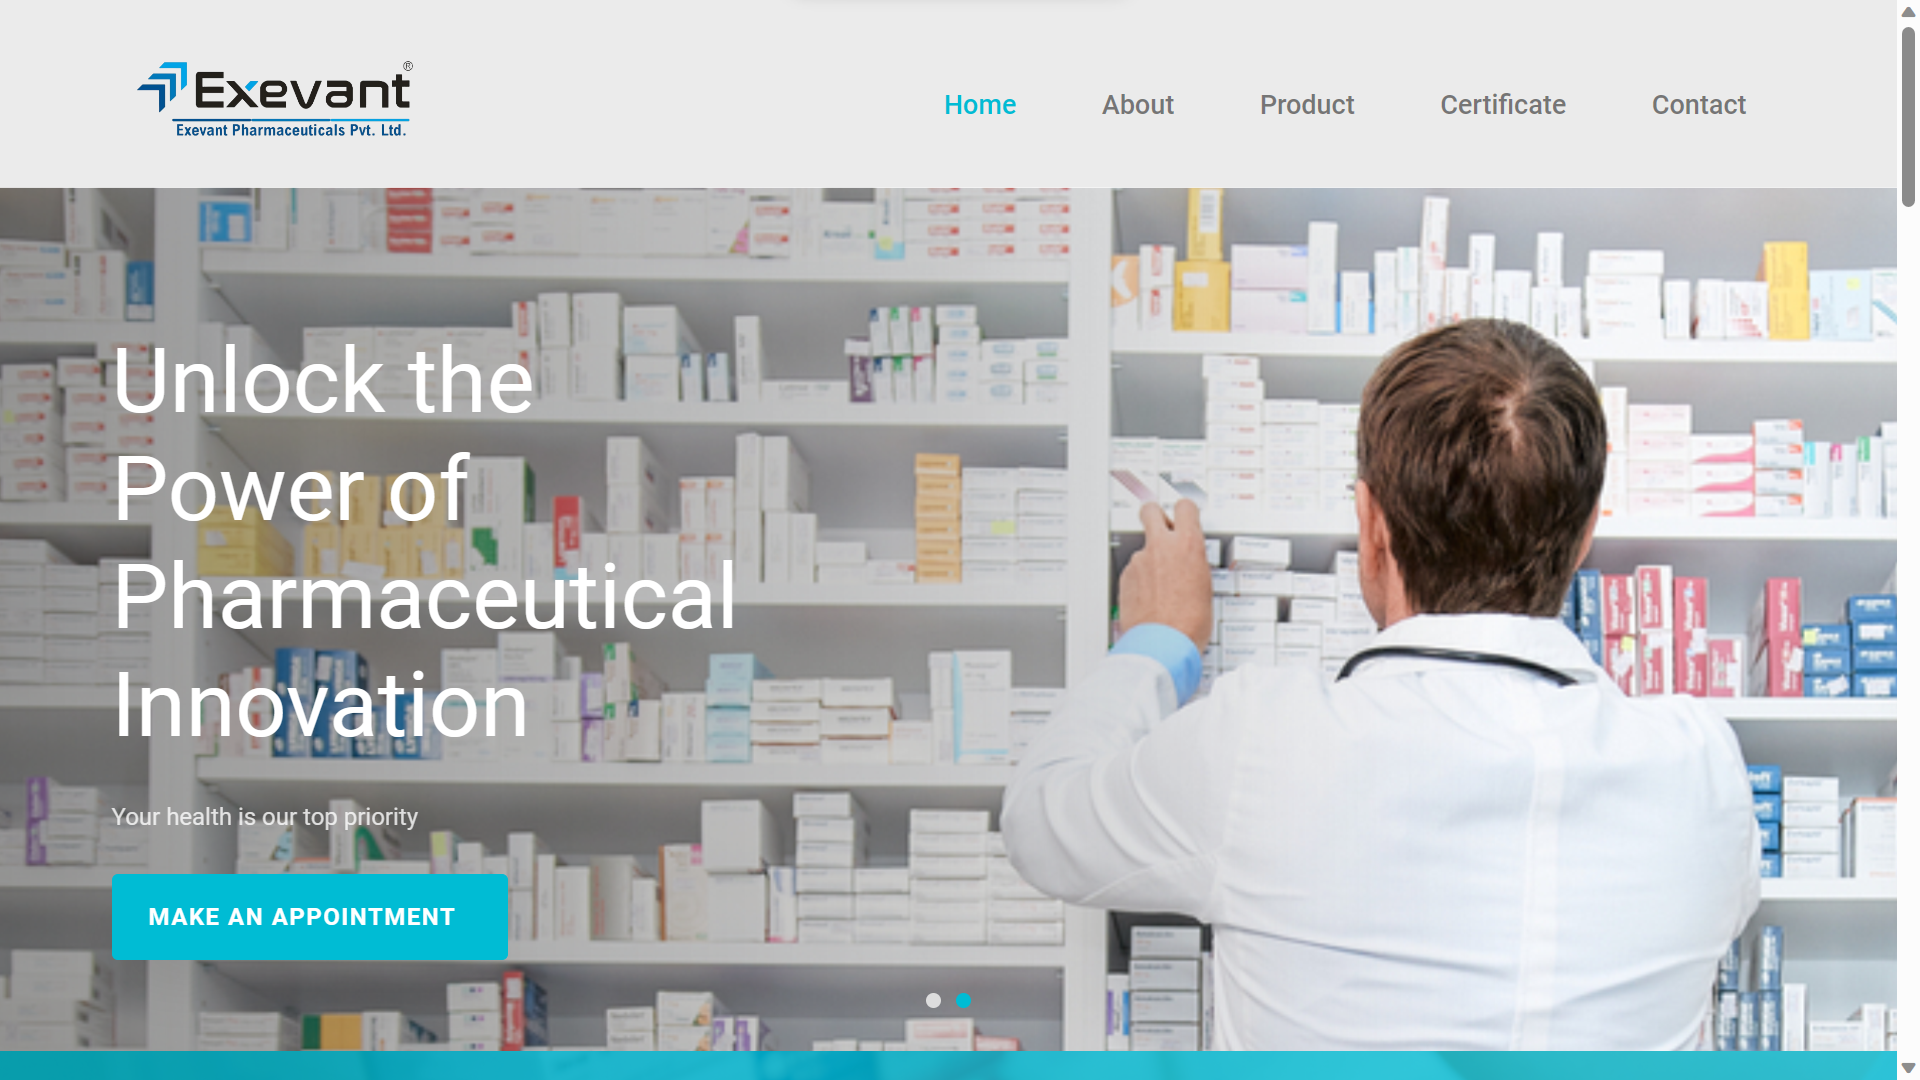 Exevant®
Exevant Pharmaceuticals Pvt. Ltd.
Home
About
Product
Certificate
Contact
Unlock the
Power of
Pharmaceutical
Innovation
Your health is our top priority
MAKE AN APPOINTMENT